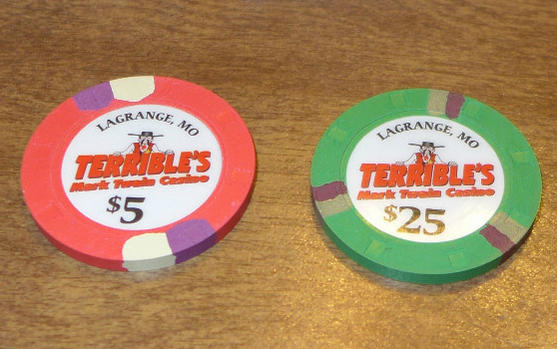 LAGRANGE, MO
TERRIBLE'S
Mark Twain Casino
$5
LAGRANGE, MO
TERRIBLE'S
Mark Twain Casino
$25